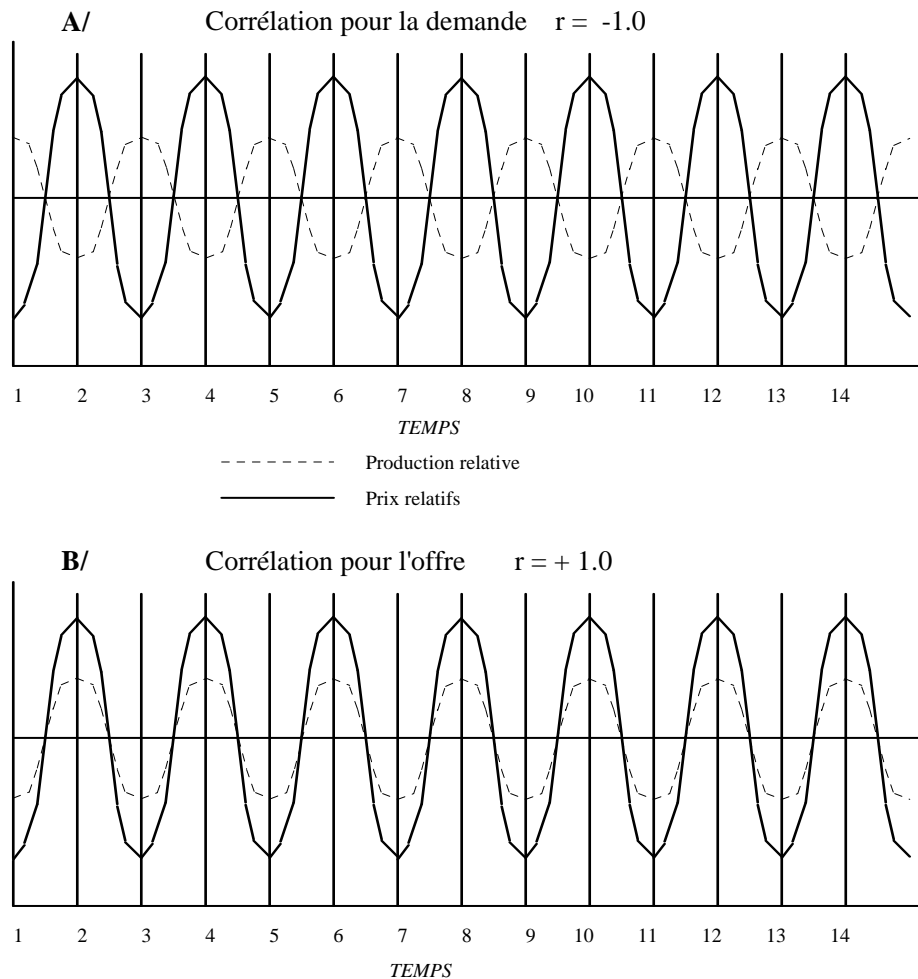 A/ Corrélation pour la demande r = -1.0
1 2 3 4 5 6 7 8 9 10 11 12 13 14
TEMPS
Production relative
Prix relatifs
B/ Corrélation pour l'offre r = + 1.0
1 2 3 4 5 6 7 8 9 10 11 12 13 14
TEMPS